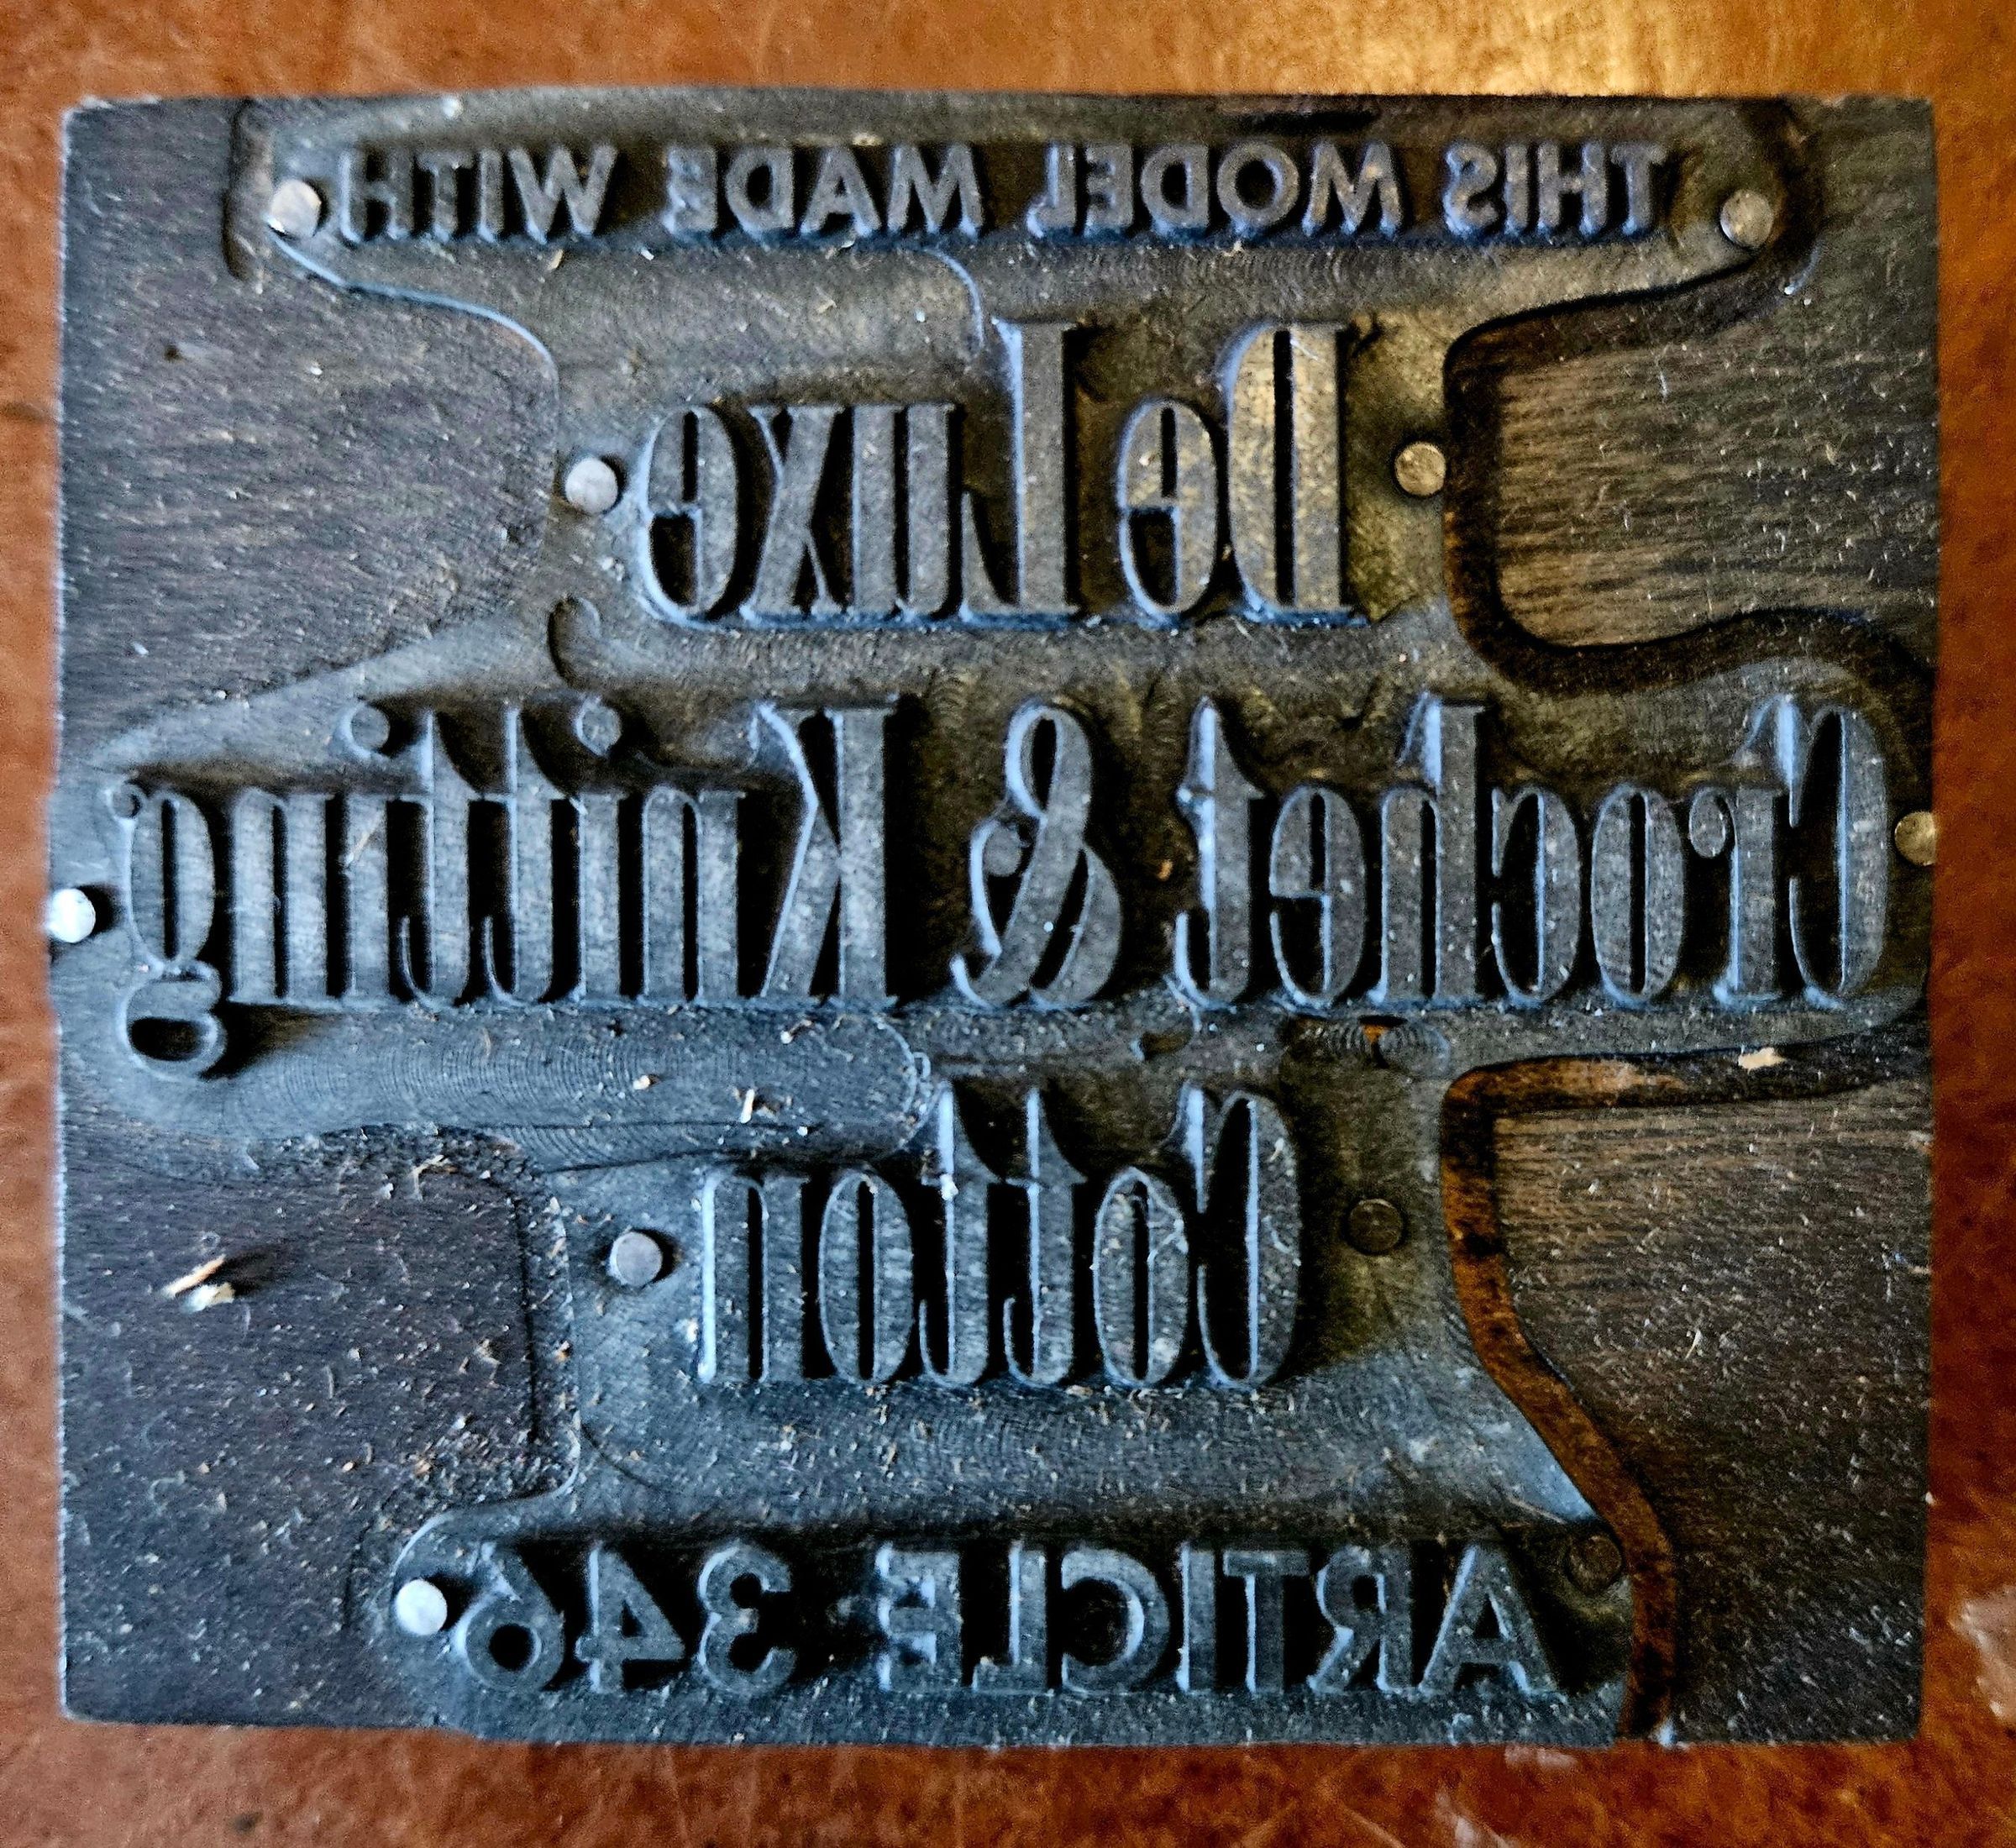 THIS MODEL MADE WITH
De Luxe
Crochet & Knitting
Cotton
ARTICLE 346